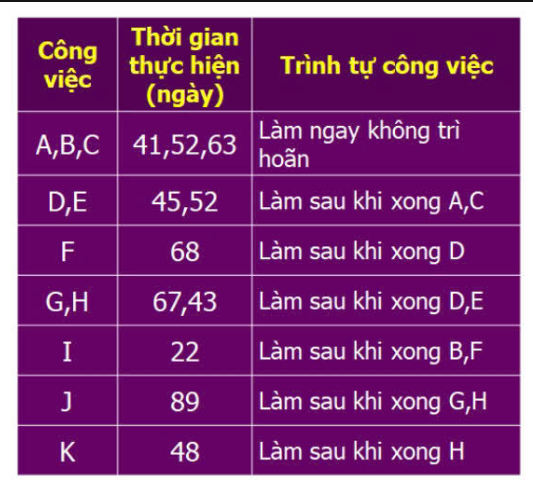 Công việc
Thời gian thực hiện (ngày)
Trình tự công việc
A,B,C
41,52,63
Làm ngay không trì hoãn
D,E
45,52
Làm sau khi xong A,C
F
68
Làm sau khi xong D
G,H
67,43
Làm sau khi xong D,E
I
22
Làm sau khi xong B,F
J
89
Làm sau khi xong G,H
K
48
Làm sau khi xong H